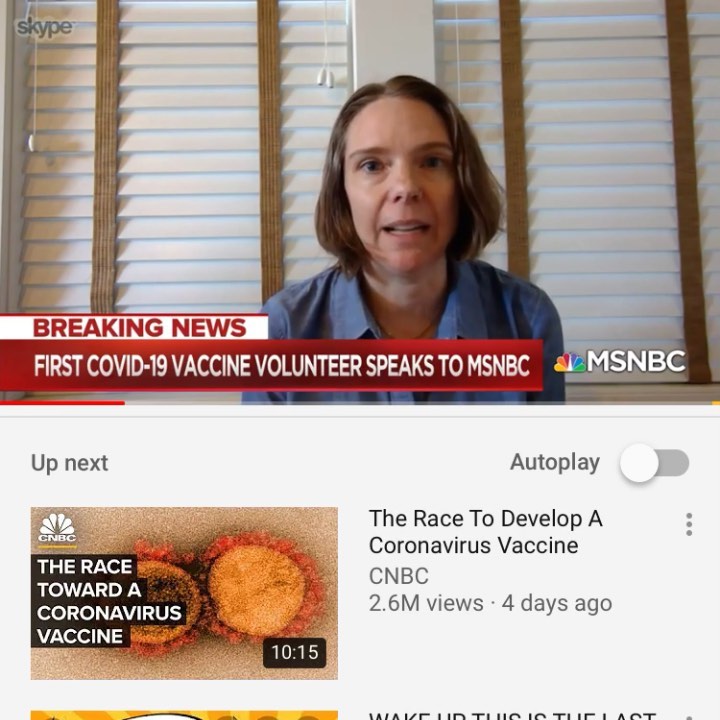 skype
BREAKING NEWS
FIRST COVID-19 VACCINE VOLUNTEER SPEAKS TO MSNBC
MSNBC
Up next
Autoplay
CNBC
THE RACE
TOWARD A
CORONAVIRUS
VACCINE
10:15
The Race To Develop A
Coronavirus Vaccine
CNBC
2.6M views · 4 days ago
WAKE UP THIS IS THE LAST